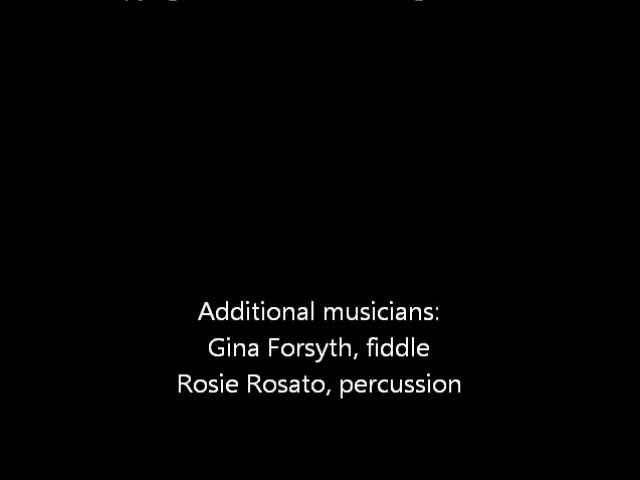 Additional musicians:
Gina Forsyth, fiddle
Rosie Rosato, percussion